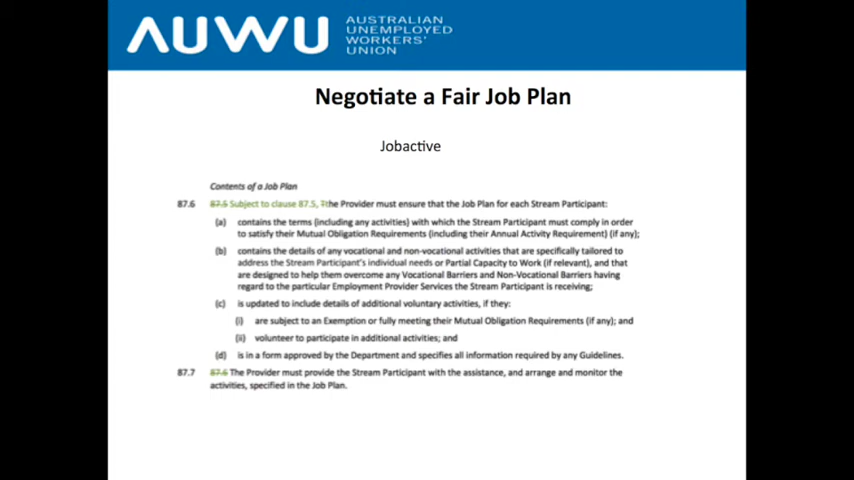 AUWU
AUSTRALIAN
UNEMPLOYED
WORKERS'
UNION
Negotiate a Fair Job Plan
Jobactive
Contents of a Job Plan
87.6 87.5 Subject to clause 87.5, Tthe Provider must ensure that the Job Plan for each Stream Participant:
(a) contains the terms (including any activities) with which the Stream Participant must comply in order
to satisfy their Mutual Obligation Requirements (including their Annual Activity Requirement) (if any);
(b) contains the details of any vocational and non-vocational activities that are specifically tailored to
address the Stream Participant's individual needs or Partial Capacity to Work (if relevant), and that
are designed to help them overcome any Vocational Barriers and Non-Vocational Barriers having
regard to the particular Employment Provider Services the Stream Participant is receiving;
(c) is updated to include details of additional voluntary activities, if they:
(i) are subject to an Exemption or fully meeting their Mutual Obligation Requirements (if any); and
(ii) volunteer to participate in additional activities; and
(d) is in a form approved by the Department and specifies all information required by any Guidelines.
87.7 87.6 The Provider must provide the Stream Participant with the assistance, and arrange and monitor the
activities, specified in the Job Plan.